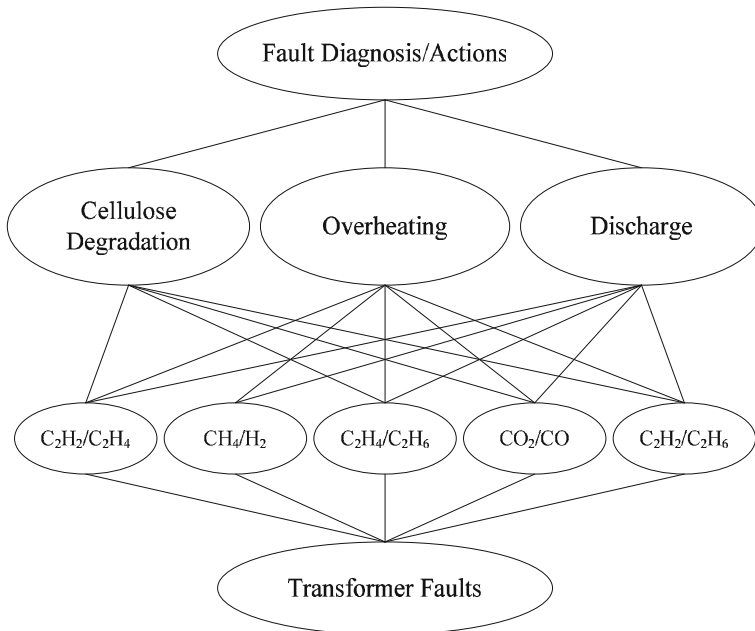 Fault Diagnosis/Actions
Cellulose
Degradation
Overheating
Discharge
C₂H₂/C₂H₄
CH₄/H₂
C₂H₄/C₂H₆
CO₂/CO
C₂H₂/C₂H₆
Transformer Faults